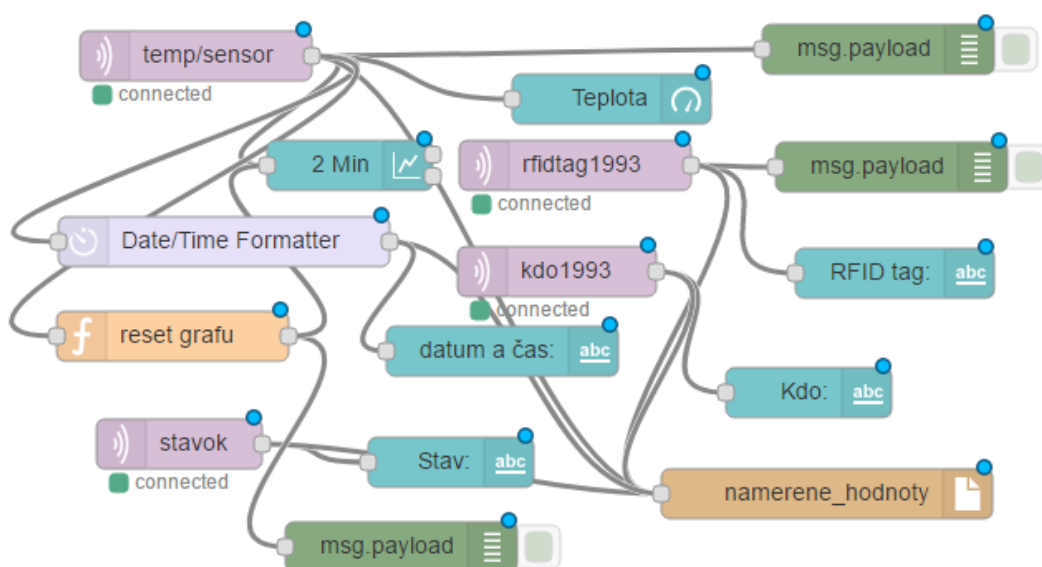 temp/sensor
msg.payload
connected
Teplota
abc
2 Min
rfidtag1993
msg.payload
connected
Date/Time Formatter
kdo1993
RFID tag:
abc
connected
reset grafu
datum a čas:
abc
Kdo:
abc
stavok
Stav:
abc
connected
namerene_hodnoty
msg.payload